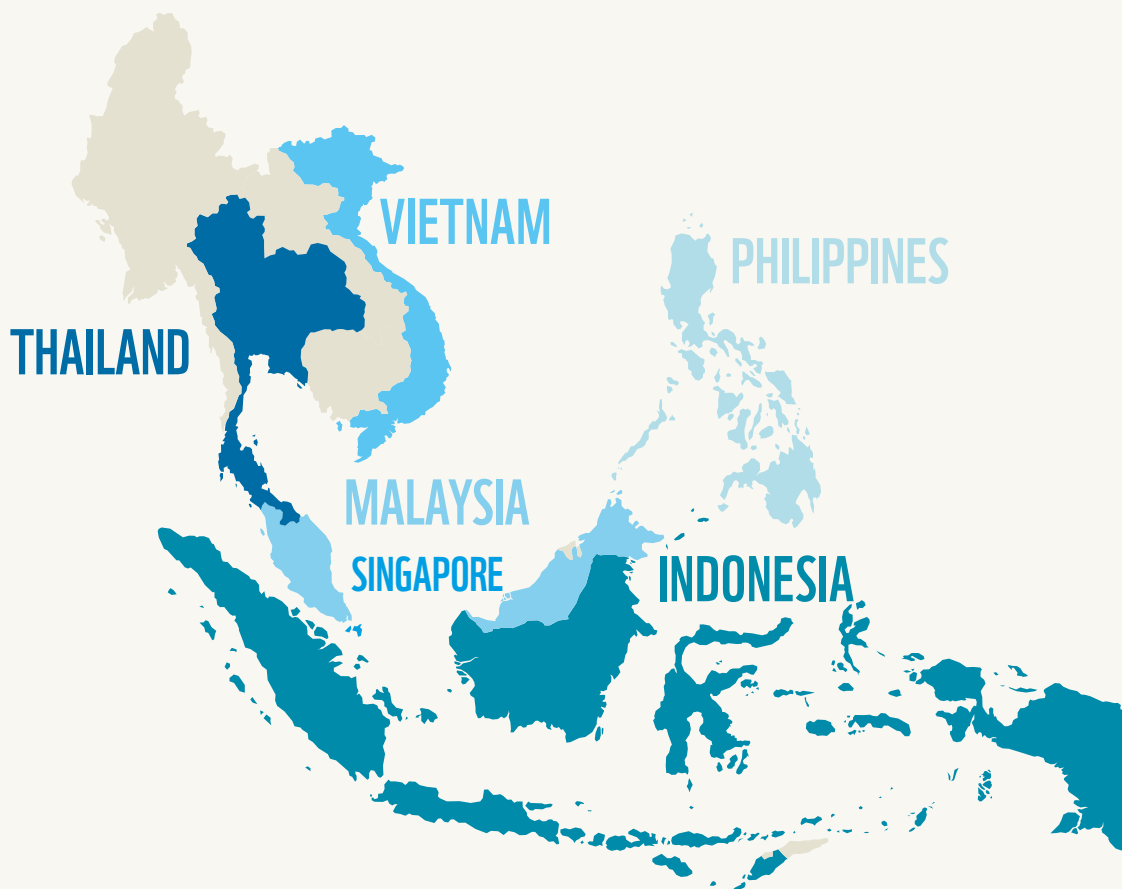 VIETNAM
PHILIPPINES
THAILAND
MALAYSIA
SINGAPORE
INDONESIA